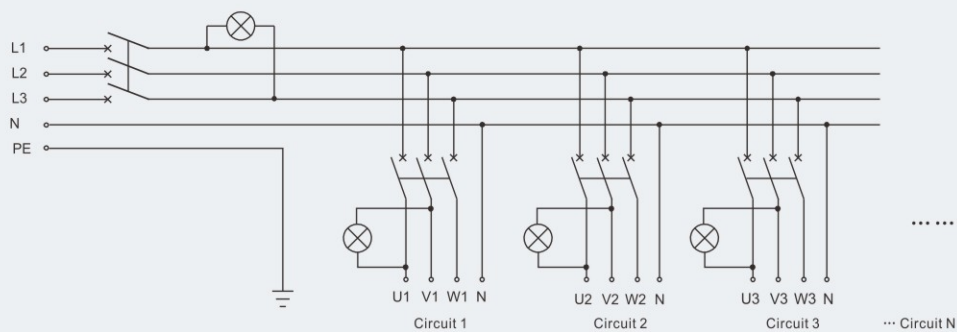 L1
L2
L3
N
PE
U1 V1 W1 N
U2 V2 W2 N
U3 V3 W3 N
······
Circuit 1
Circuit 2
Circuit 3
··· Circuit N